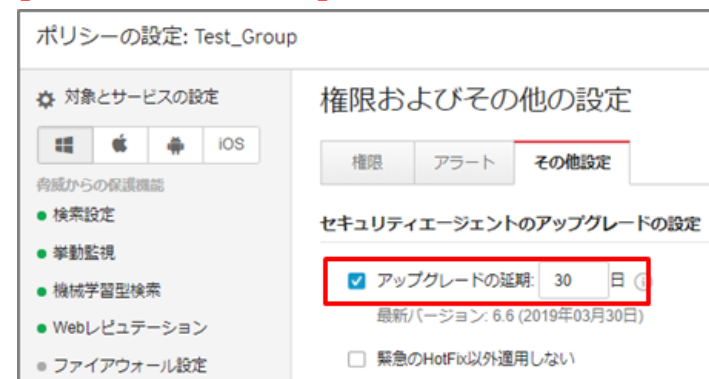 ポリシーの設定: Test_Group
対象とサービスの設定
iOS
脅威からの保護機能
検索設定
挙動監視
機械学習型検索
Webレピュテーション
ファイアウォール設定
権限およびその他の設定
権限 アラート その他設定
セキュリティエージェントのアップグレードの設定
アップグレードの延期: 30 日
最新バージョン: 6.6 (2019年03月30日)
緊急のHotFix以外適用しない